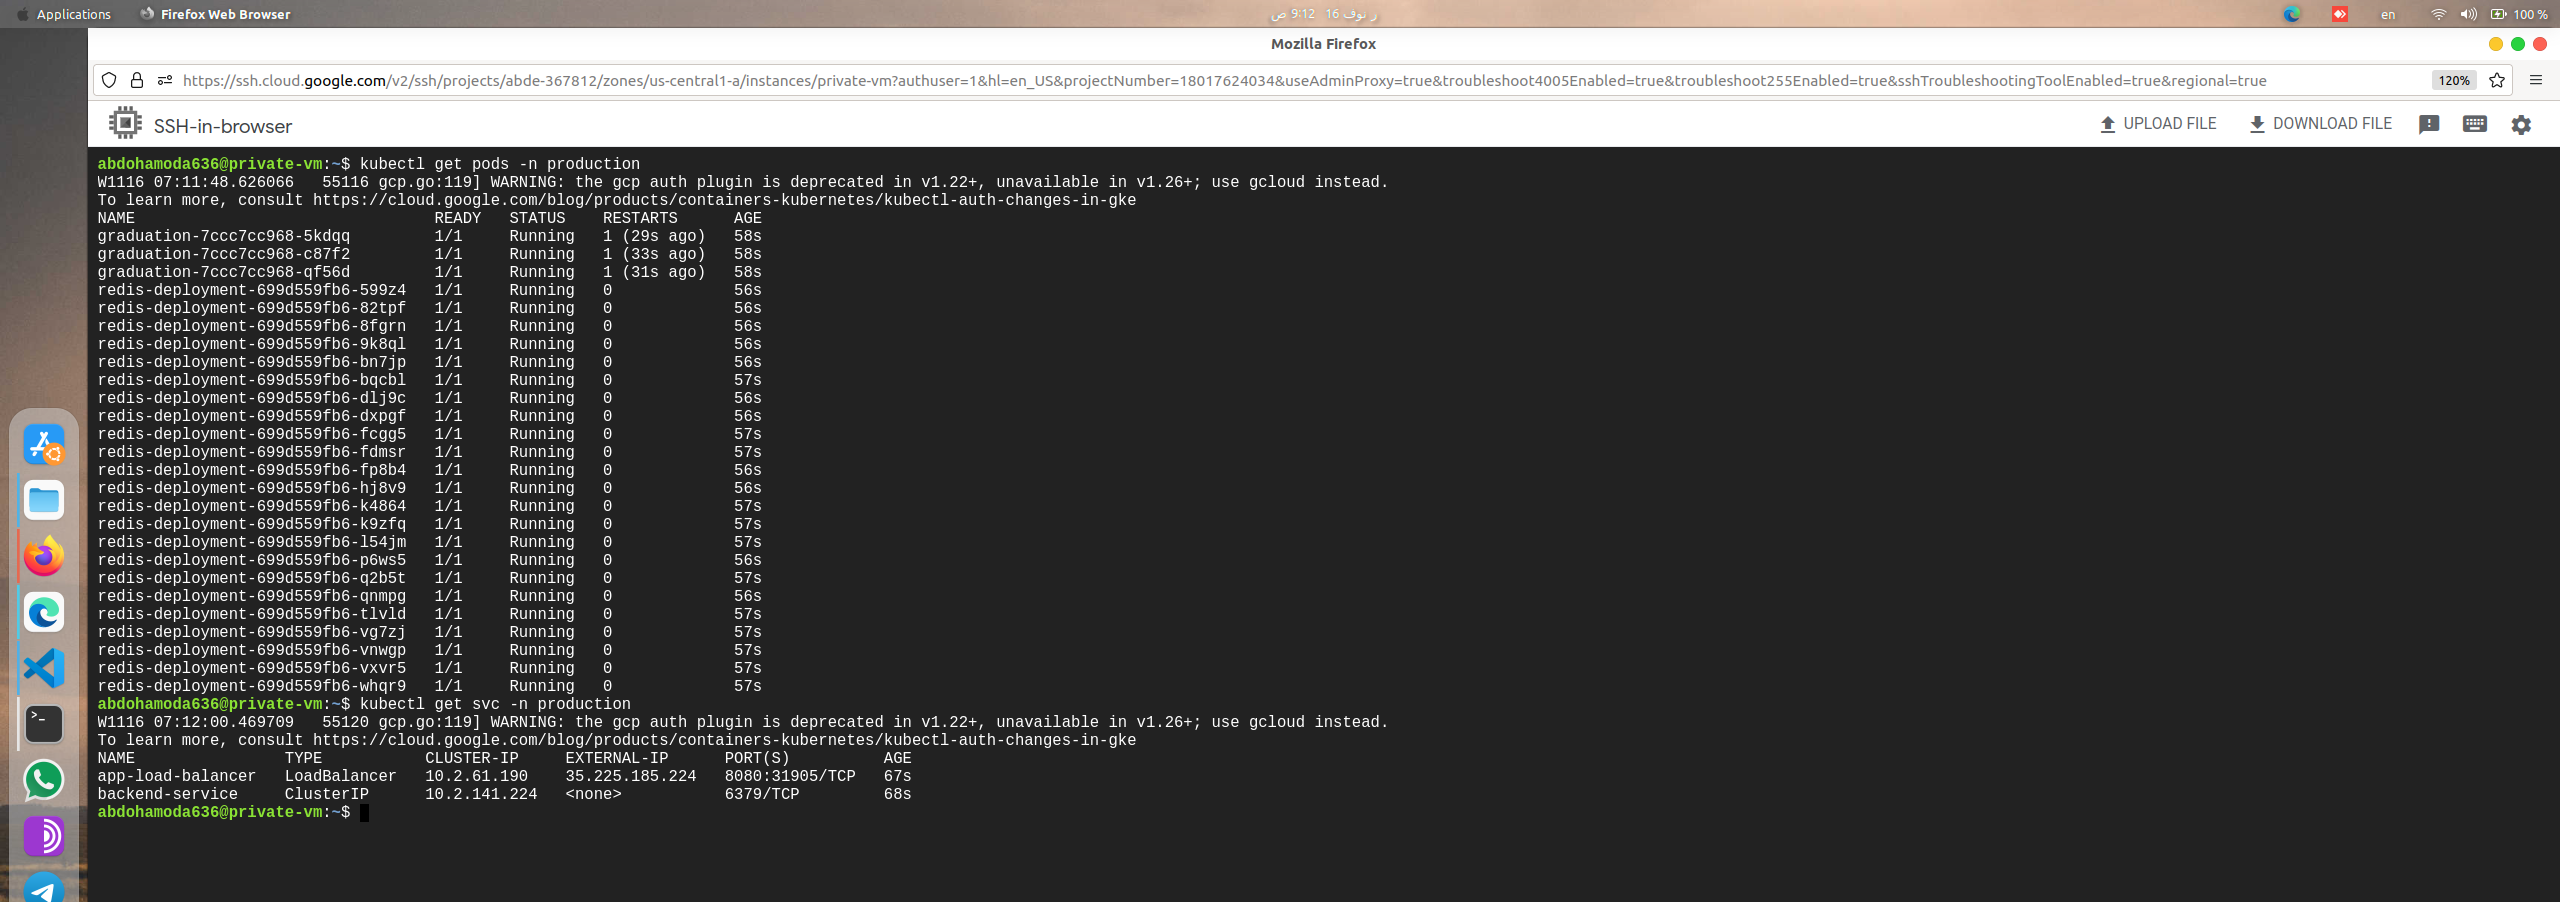 Applications
Firefox Web Browser
ر نوف 16 9:12 ص
en
100 %
Mozilla Firefox
https://ssh.cloud.google.com/v2/ssh/projects/abde-367812/zones/us-central1-a/instances/private-vm?authuser=1&hl=en_US&projectNumber=18017624034&useAdminProxy=true&troubleshoot4005Enabled=true&troubleshoot255Enabled=true&sshTroubleshootingToolEnabled=true&regional=true
120%
SSH-in-browser
UPLOAD FILE
DOWNLOAD FILE
abdohamoda636@private-vm:~$ kubectl get pods -n production
W1116 07:11:48.626066   55116 gcp.go:119] WARNING: the gcp auth plugin is deprecated in v1.22+, unavailable in v1.26+; use gcloud instead.
To learn more, consult https://cloud.google.com/blog/products/containers-kubernetes/kubectl-auth-changes-in-gke
NAME                                READY   STATUS    RESTARTS      AGE
graduation-7ccc7cc968-5kdqq         1/1     Running   1 (29s ago)   58s
graduation-7ccc7cc968-c87f2         1/1     Running   1 (33s ago)   58s
graduation-7ccc7cc968-qf56d         1/1     Running   1 (31s ago)   58s
redis-deployment-699d559fb6-599z4   1/1     Running   0             56s
redis-deployment-699d559fb6-82tpf   1/1     Running   0             56s
redis-deployment-699d559fb6-8fgrn   1/1     Running   0             56s
redis-deployment-699d559fb6-9k8ql   1/1     Running   0             56s
redis-deployment-699d559fb6-bn7jp   1/1     Running   0             56s
redis-deployment-699d559fb6-bqcbl   1/1     Running   0             57s
redis-deployment-699d559fb6-dlj9c   1/1     Running   0             56s
redis-deployment-699d559fb6-dxpgf   1/1     Running   0             56s
redis-deployment-699d559fb6-fcgg5   1/1     Running   0             57s
redis-deployment-699d559fb6-fdmsr   1/1     Running   0             57s
redis-deployment-699d559fb6-fp8b4   1/1     Running   0             56s
redis-deployment-699d559fb6-hj8v9   1/1     Running   0             56s
redis-deployment-699d559fb6-k4864   1/1     Running   0             57s
redis-deployment-699d559fb6-k9zfq   1/1     Running   0             57s
redis-deployment-699d559fb6-l54jm   1/1     Running   0             57s
redis-deployment-699d559fb6-p6ws5   1/1     Running   0             56s
redis-deployment-699d559fb6-q2b5t   1/1     Running   0             57s
redis-deployment-699d559fb6-qnmpg   1/1     Running   0             56s
redis-deployment-699d559fb6-tlvld   1/1     Running   0             57s
redis-deployment-699d559fb6-vg7zj   1/1     Running   0             57s
redis-deployment-699d559fb6-vnwgp   1/1     Running   0             57s
redis-deployment-699d559fb6-vxvr5   1/1     Running   0             57s
redis-deployment-699d559fb6-whqr9   1/1     Running   0             57s
abdohamoda636@private-vm:~$ kubectl get svc -n production
W1116 07:12:00.469709   55120 gcp.go:119] WARNING: the gcp auth plugin is deprecated in v1.22+, unavailable in v1.26+; use gcloud instead.
To learn more, consult https://cloud.google.com/blog/products/containers-kubernetes/kubectl-auth-changes-in-gke
NAME                TYPE           CLUSTER-IP     EXTERNAL-IP      PORT(S)          AGE
app-load-balancer   LoadBalancer   10.2.61.190    35.225.185.224   8080:31905/TCP   67s
backend-service     ClusterIP      10.2.141.224   <none>           6379/TCP         68s
abdohamoda636@private-vm:~$